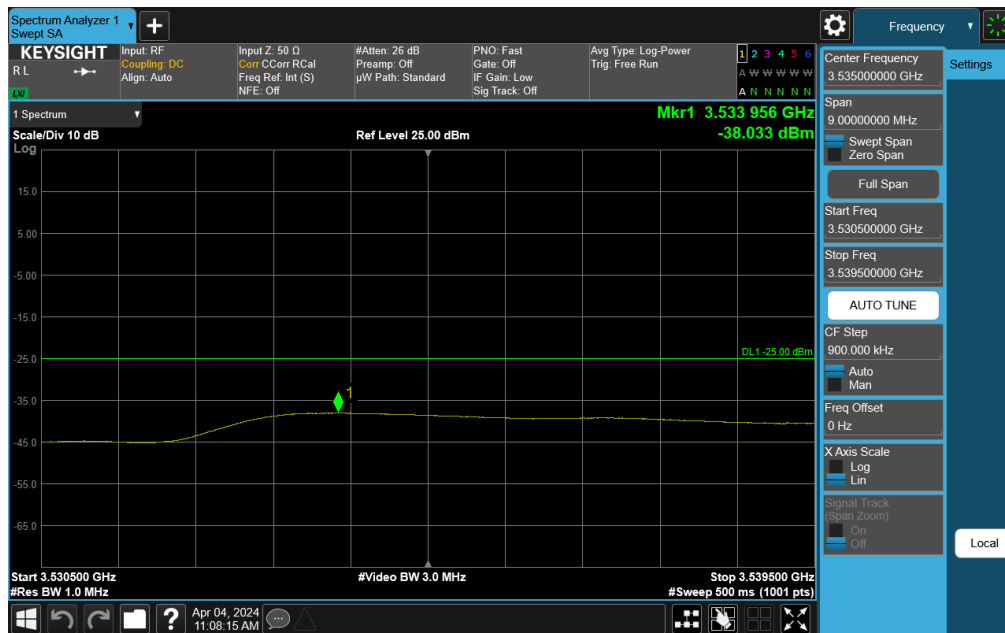 Spectrum Analyzer 1
Swept SA
Frequency
KEYSIGHT
R L
LXI
Input: RF
Coupling: DC
Align: Auto
Input Z: 50 Ω
Corr CCorr RCal
Freq Ref: Int (S)
NFE: Off
#Atten: 26 dB
Preamp: Off
µW Path: Standard
PNO: Fast
Gate: Off
IF Gain: Low
Sig Track: Off
Avg Type: Log-Power
Trig: Free Run
1 2 3 4 5 6
A W W W W W
A N N N N N
1 Spectrum
Scale/Div 10 dB
Log
Ref Level 25.00 dBm
Mkr1 3.533 956 GHz
-38.033 dBm
15.0
5.00
-5.00
-15.0
-25.0
DL1 -25.00 dBm
-35.0
1
-45.0
-55.0
-65.0
Start 3.530500 GHz
#Res BW 1.0 MHz
#Video BW 3.0 MHz
Stop 3.539500 GHz
#Sweep 500 ms (1001 pts)
Apr 04, 2024
11:08:15 AM
Center Frequency
3.535000000 GHz
Settings
Span
9.00000000 MHz
Swept Span
Zero Span
Full Span
Start Freq
3.530500000 GHz
Stop Freq
3.539500000 GHz
AUTO TUNE
CF Step
900.000 kHz
Auto
Man
Freq Offset
0 Hz
X Axis Scale
Log
Lin
Signal Track
(Span Zoom)
On
Off
Local